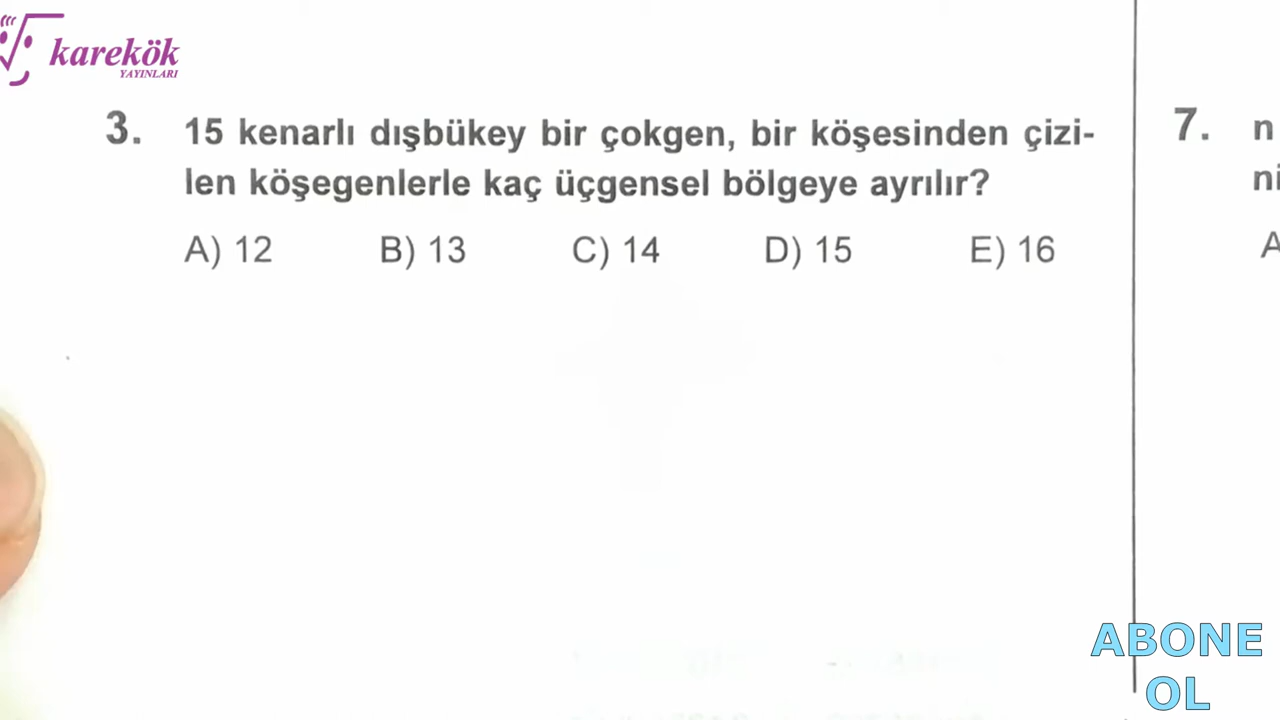 karekök
YAYINLARI
3. 15 kenarlı dışbükey bir çokgen, bir köşesinden çizi-
len köşegenlerle kaç üçgensel bölgeye ayrılır?
A) 12 B) 13 C) 14 D) 15 E) 16
7. n
ni
A
ABONE
OL